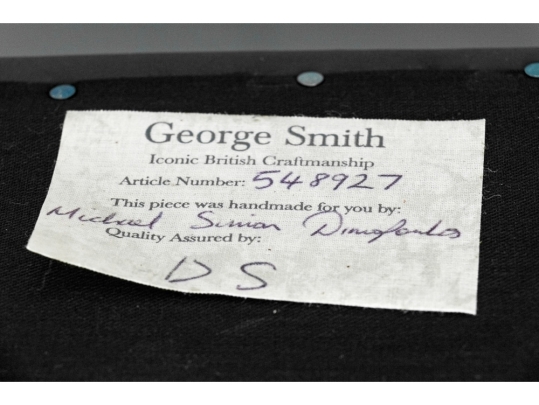 George Smith
Iconic British Craftmanship
Article Number: 548927
This piece was handmade for you by:
Michael Simon
Quality Assured by:
D S